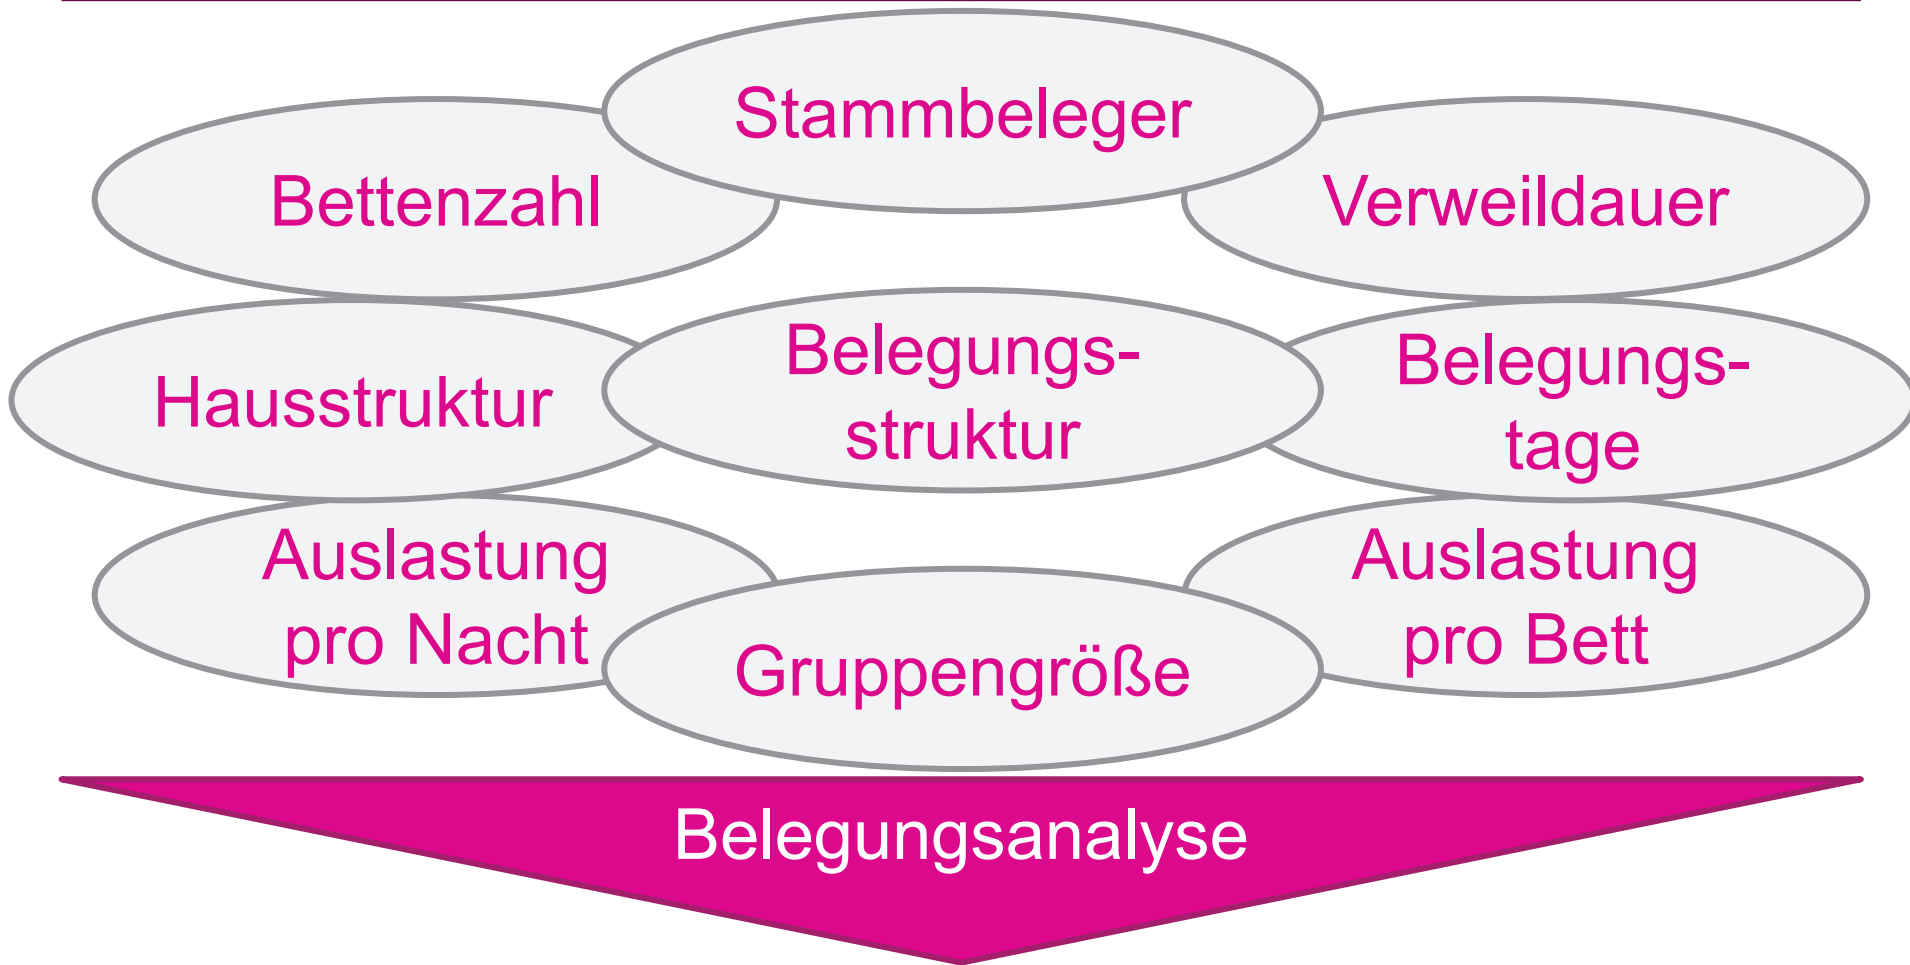 Stammbeleger
Bettenzahl
Verweildauer
Hausstruktur
Belegungs-
struktur
Belegungs-
tage
Auslastung
pro Nacht
Gruppengröße
Auslastung
pro Bett
Belegungsanalyse